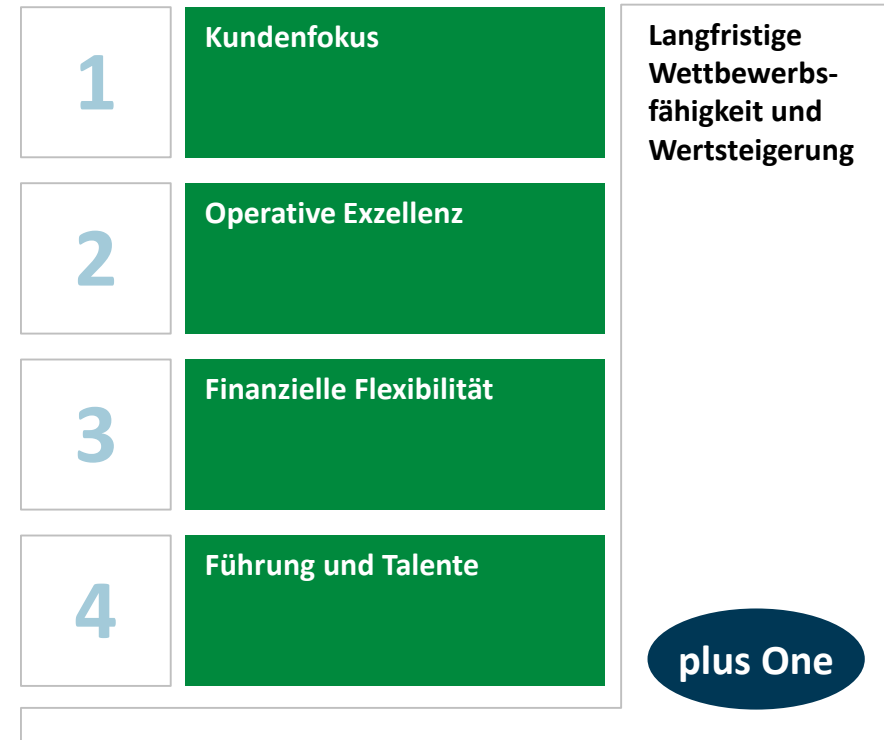 1
Kundenfokus
2
Operative Exzellenz
3
Finanzielle Flexibilität
4
Führung und Talente
Langfristige
Wettbewerbs-
fähigkeit und
Wertsteigerung
plus One